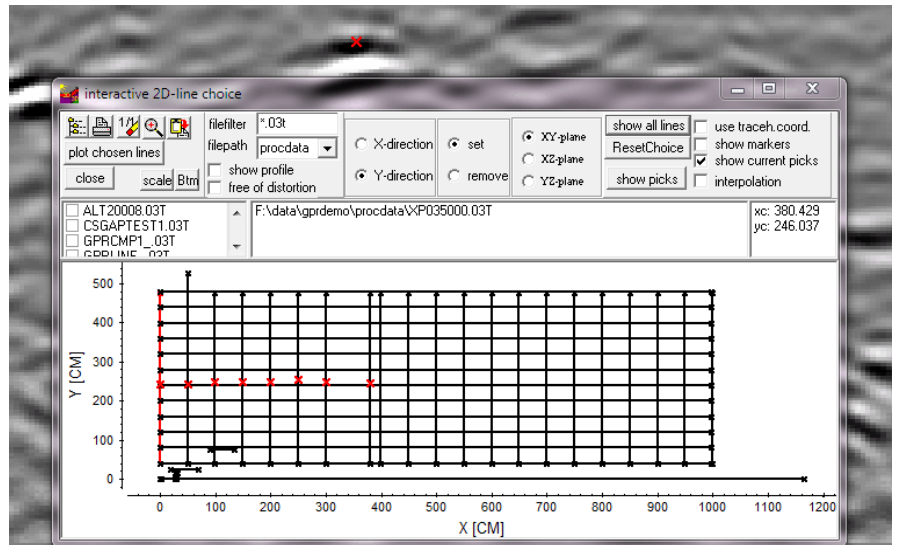 interactive 2D-line choice
filefilter *.03t
filepath procdata
plot chosen lines
show profile
close scale Btm
free of distortion
X-direction
Y-direction
set
remove
XY-plane
XZ-plane
YZ-plane
show all lines
ResetChoice
show picks
use traceh.coord.
show markers
show current picks
interpolation
ALT20008.03T
CSGAPTEST1.03T
GPRCMP1_.03T
F:\data\gprdemo\procdata\XP035000.03T
xc: 380.429
yc: 246.037
500
400
300
200
100
0
Y [CM]
0 100 200 300 400 500 600 700 800 900 1000 1100 1200
X [CM]